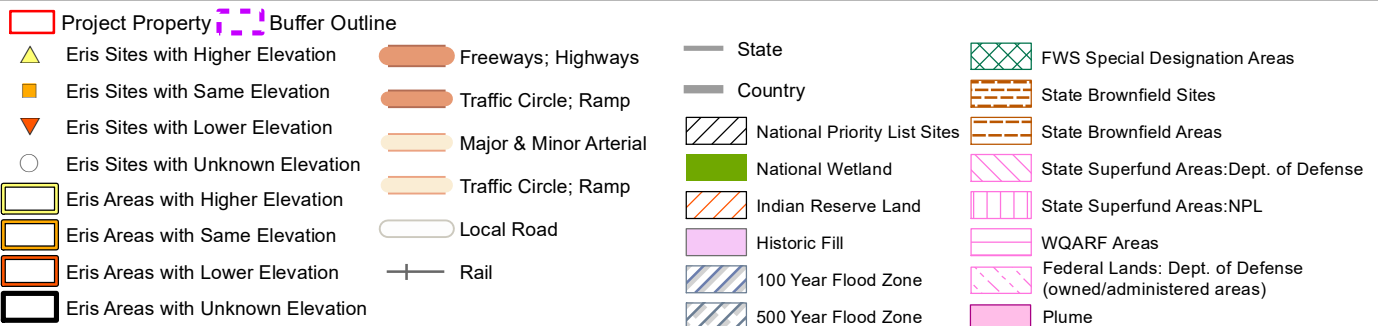 Project Property
Buffer Outline
Eris Sites with Higher Elevation
Eris Sites with Same Elevation
Eris Sites with Lower Elevation
Eris Sites with Unknown Elevation
Eris Areas with Higher Elevation
Eris Areas with Same Elevation
Eris Areas with Lower Elevation
Eris Areas with Unknown Elevation
Freeways; Highways
Traffic Circle; Ramp
Major & Minor Arterial
Traffic Circle; Ramp
Local Road
Rail
State
Country
National Priority List Sites
National Wetland
Indian Reserve Land
Historic Fill
100 Year Flood Zone
500 Year Flood Zone
FWS Special Designation Areas
State Brownfield Sites
State Brownfield Areas
State Superfund Areas:Dept. of Defense
State Superfund Areas:NPL
WQARF Areas
Federal Lands: Dept. of Defense
(owned/administered areas)
Plume